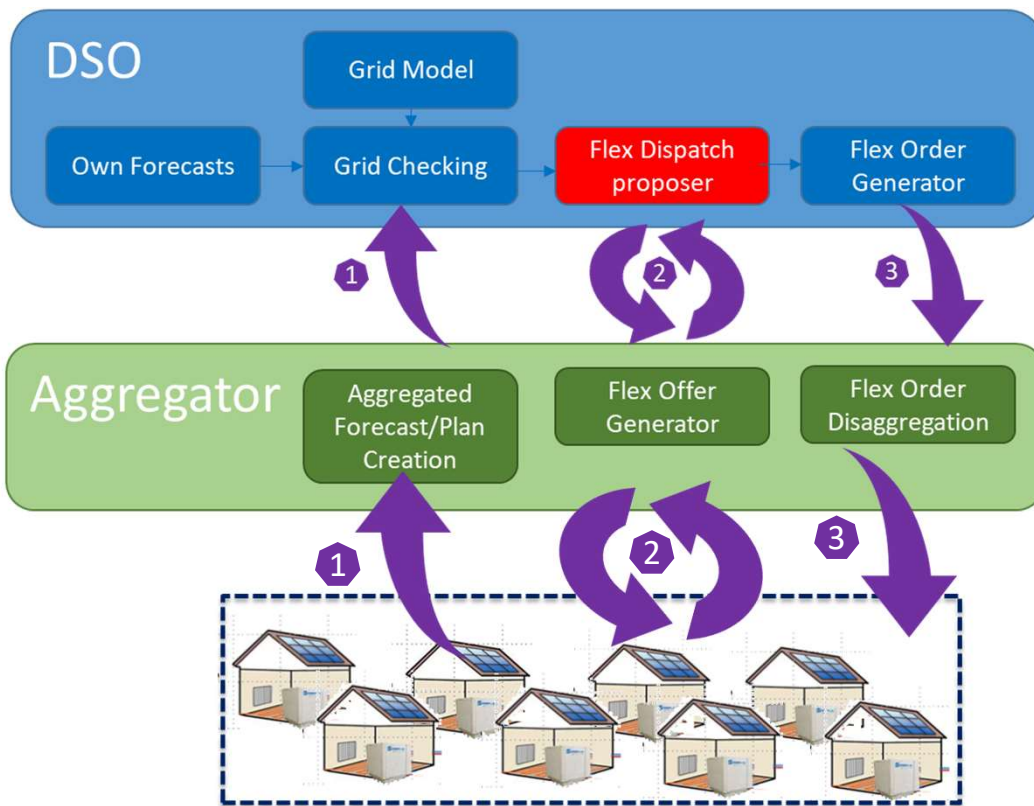 DSO
Grid Model
Own Forecasts
Grid Checking
Flex Dispatch
proposer
Flex Order
Generator
1
2
3
Aggregator
Aggregated
Forecast/Plan
Creation
Flex Offer
Generator
Flex Order
Disaggregation
1
2
3